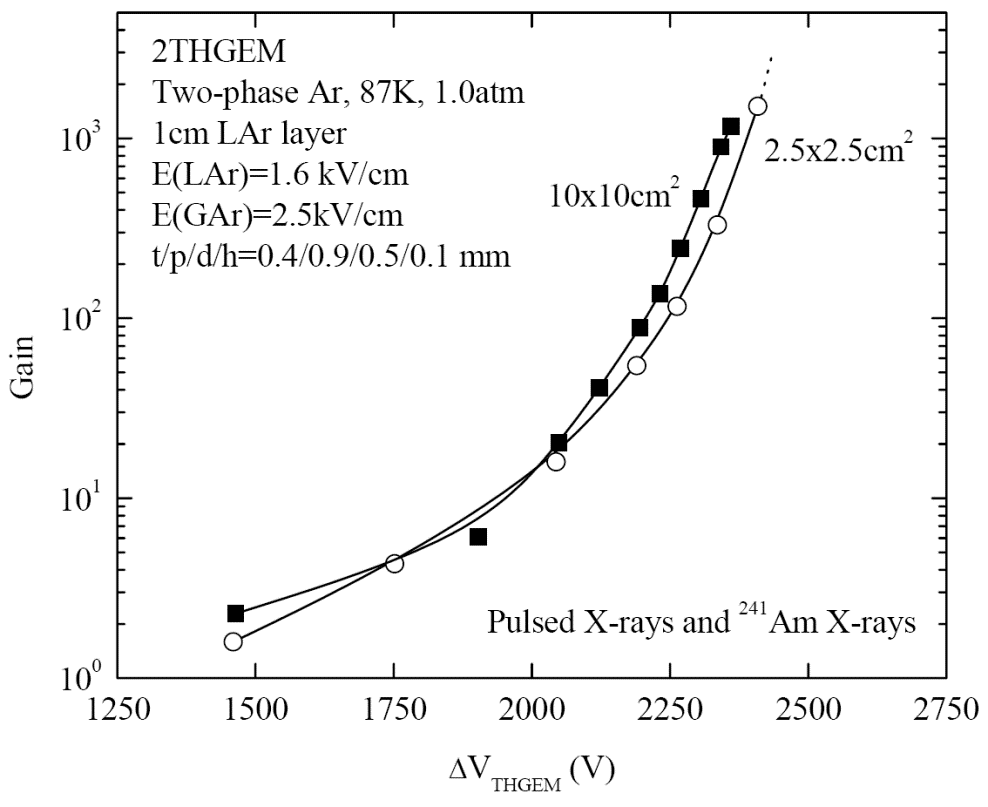 2THGEM
Two-phase Ar, 87K, 1.0atm
1cm LAr layer
E(LAr)=1.6 kV/cm
E(GAr)=2.5kV/cm
t/p/d/h=0.4/0.9/0.5/0.1 mm
10x10cm²
2.5x2.5cm²
Pulsed X-rays and ²⁴¹Am X-rays
Gain
10³
10²
10¹
10⁰
1250 1500 1750 2000 2250 2500 2750
ΔV_THGEM (V)